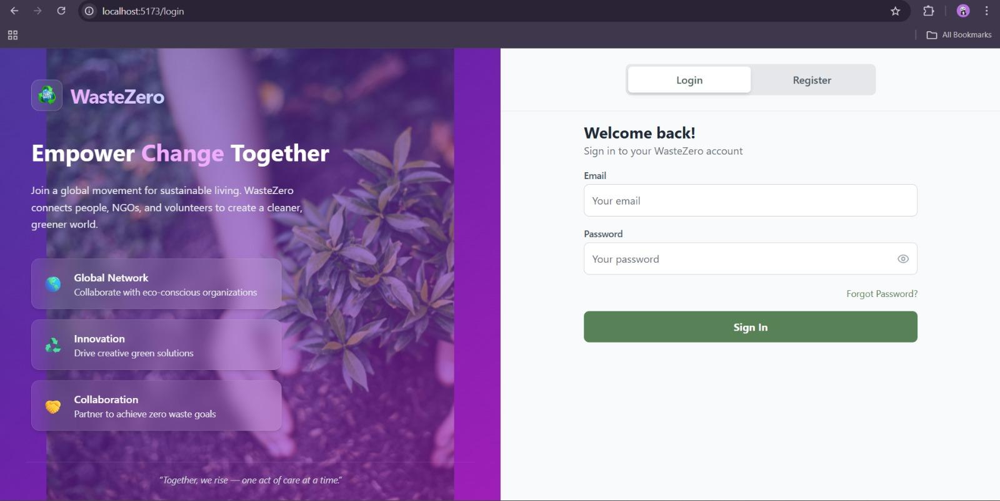 localhost:5173/login
All Bookmarks
WasteZero
Empower Change Together
Join a global movement for sustainable living. WasteZero
connects people, NGOs, and volunteers to create a cleaner,
greener world.
Global Network
Collaborate with eco-conscious organizations
Innovation
Drive creative green solutions
Collaboration
Partner to achieve zero waste goals
“Together, we rise — one act of care at a time.”
Login
Register
Welcome back!
Sign in to your WasteZero account
Email
Your email
Password
Your password
Forgot Password?
Sign In